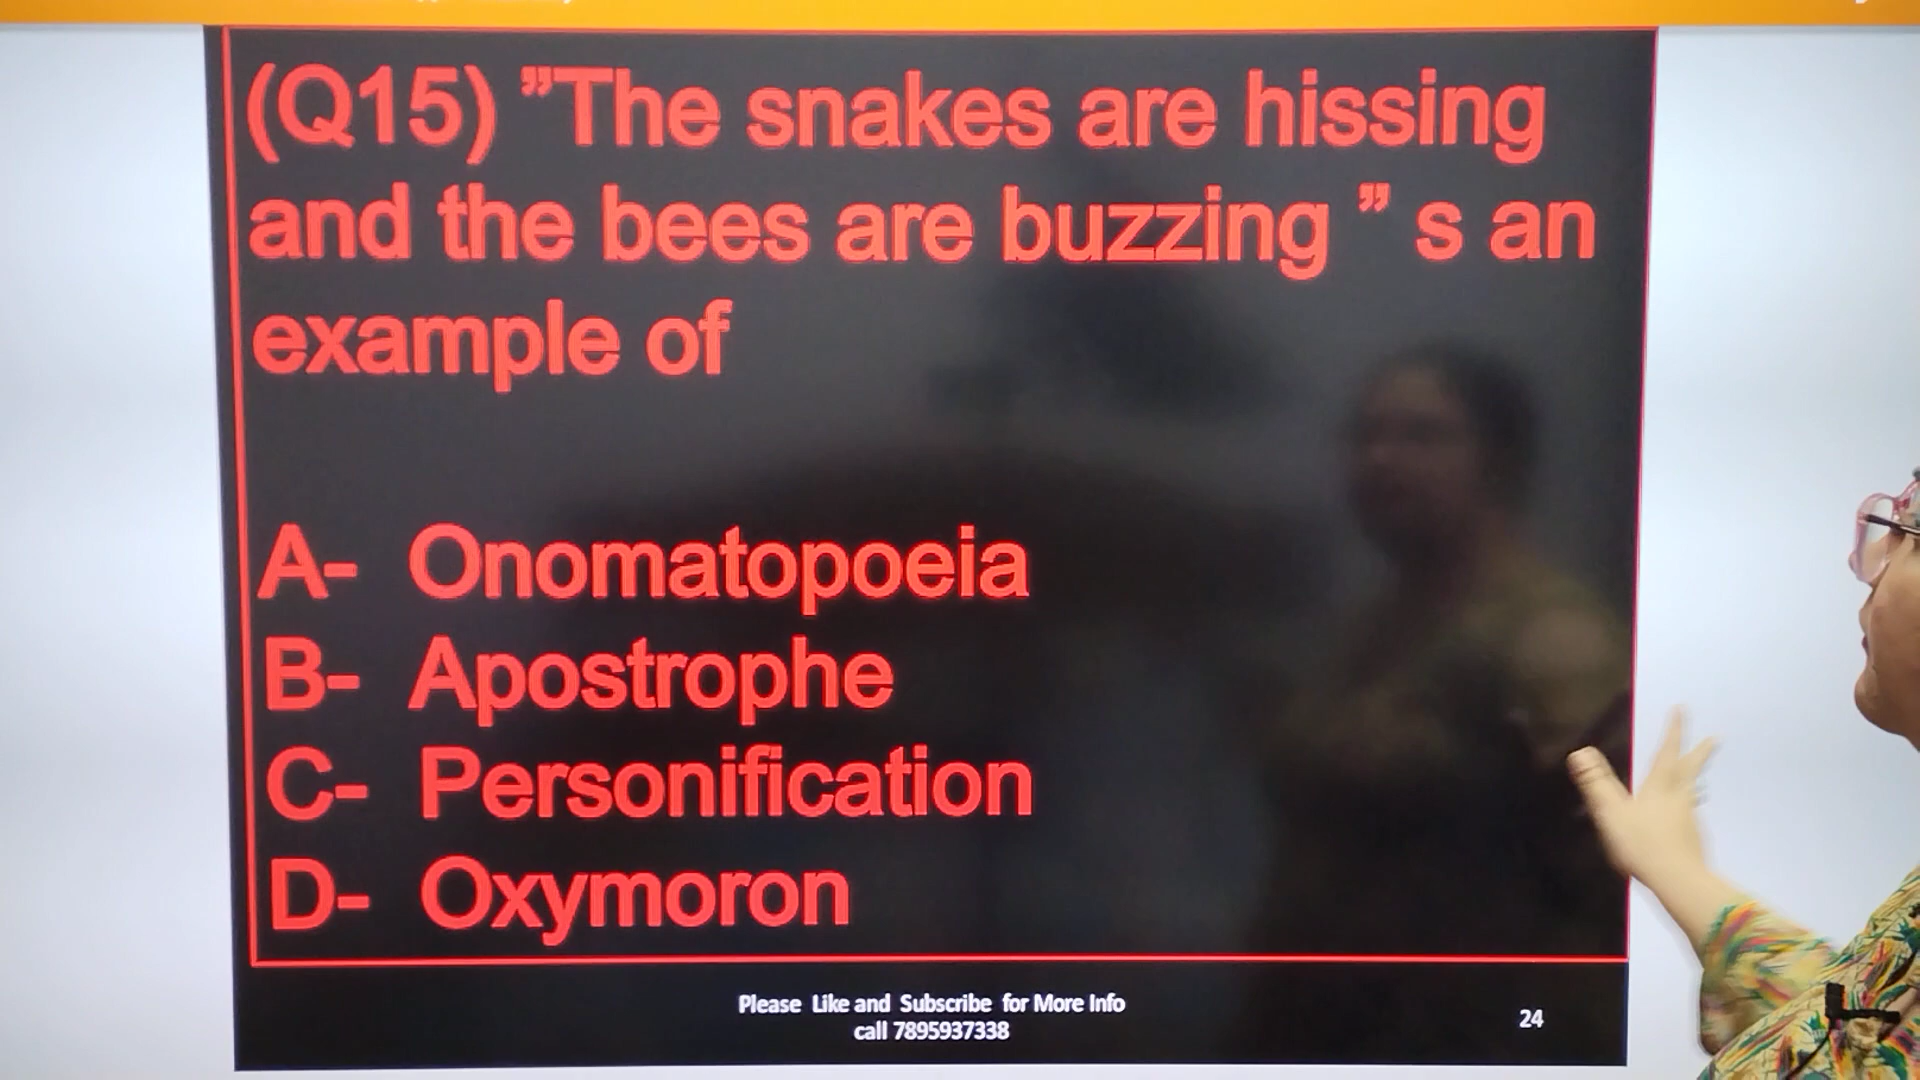 (Q15) ”The snakes are hissing
and the bees are buzzing ” s an
example of
A- Onomatopoeia
B- Apostrophe
C- Personification
D- Oxymoron
Please Like and Subscribe for More Info
call 7895937338
24